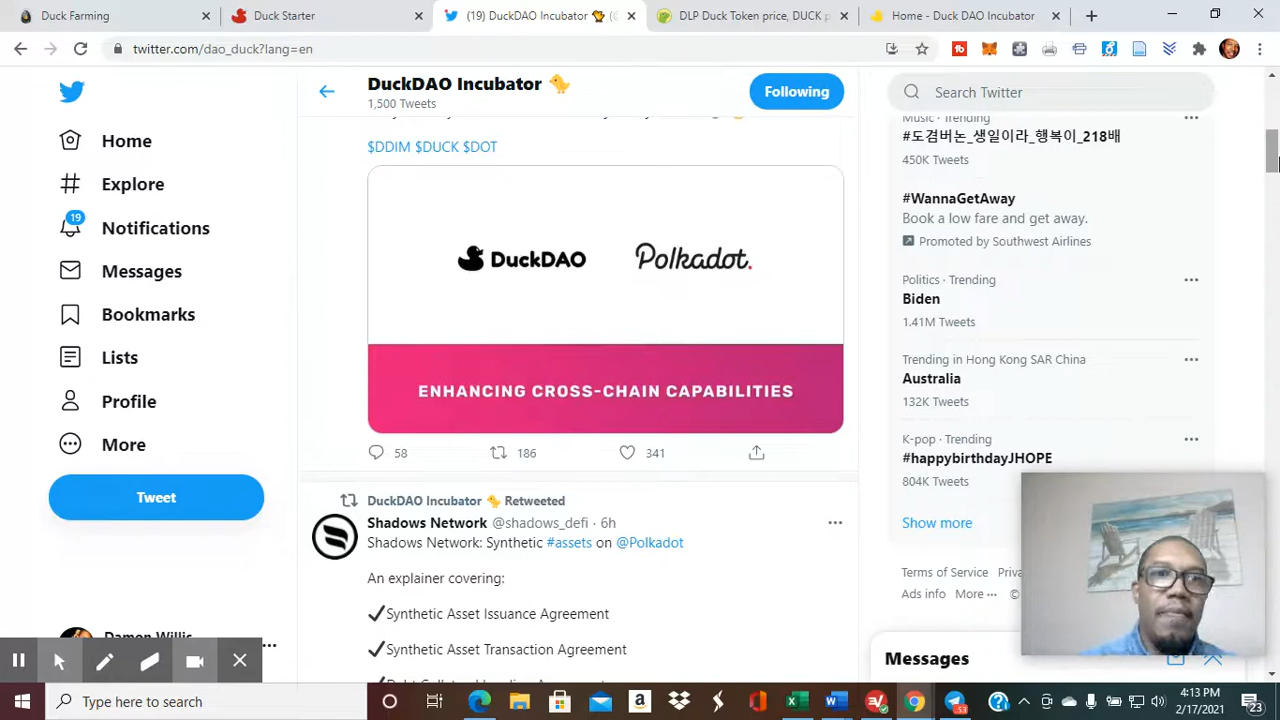 Duck Farming
Duck Starter
(19) DuckDAO Incubator
DLP Duck Token price, DUCK p
Home - Duck DAO Incubator
twitter.com/dao_duck?lang=en
DuckDAO Incubator 🐤
1,500 Tweets
Following
Search Twitter
Home
Explore
19
Notifications
Messages
Bookmarks
Lists
Profile
More
Tweet
Damon Willis
$DDIM $DUCK $DOT
DuckDAO
Polkadot.
ENHANCING CROSS-CHAIN CAPABILITIES
58
186
341
DuckDAO Incubator 🐤 Retweeted
Shadows Network @shadows_defi · 6h
Shadows Network: Synthetic #assets on @Polkadot
An explainer covering:
✓Synthetic Asset Issuance Agreement
✓Synthetic Asset Transaction Agreement
Music · Trending
#도겸버논_생일이라_행복이_218배
450K Tweets
#WannaGetAway
Book a low fare and get away.
Promoted by Southwest Airlines
Politics · Trending
Biden
1.41M Tweets
Trending in Hong Kong SAR China
Australia
132K Tweets
K-pop · Trending
#happybirthdayJHOPE
804K Tweets
Show more
Terms of Service
Ads info More ··· ©
Messages
Type here to search
53
4:13 PM
2/17/2021
23